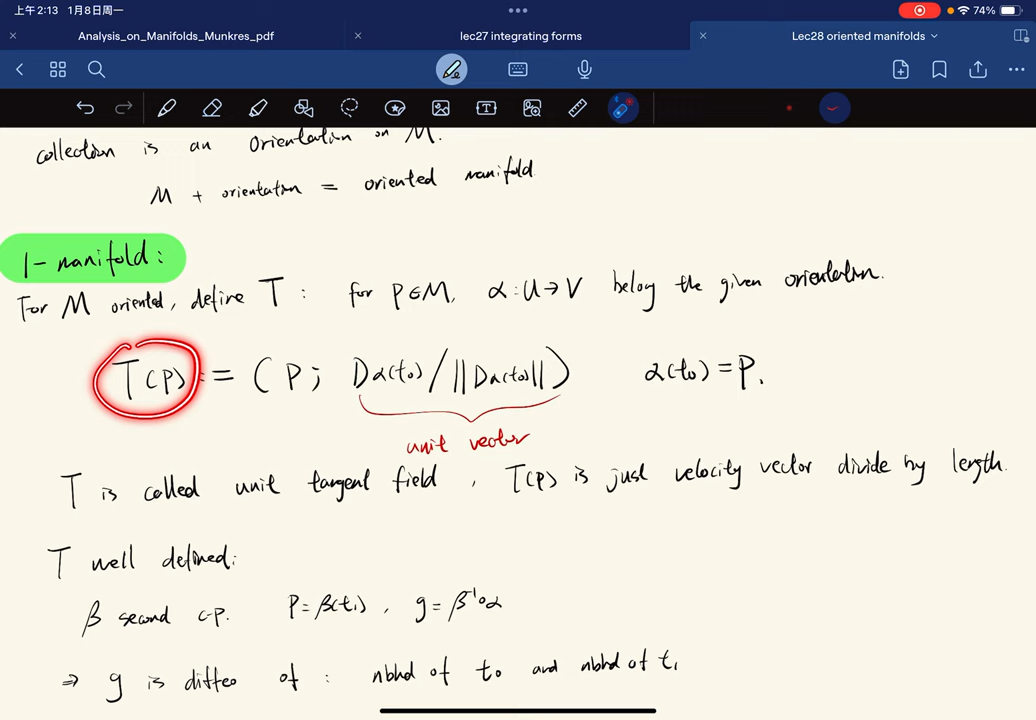 上午2:13 1月8日周一
74%
Analysis_on_Manifolds_Munkres_pdf
lec27 integrating forms
Lec28 oriented manifolds
collection is an Orientation on M.
M + orientation = oriented manifold
1-manifold:
For M oriented, define T : for P∈M, α:U→V belong the given orientation.
T(P) := (P; Dα(t₀)/||Dα(t₀)||) α(t₀)=P.
unit vector
T is called unit tangent field, T(P) is just velocity vector divide by length.
T well defined:
β second c.p. P=β(t₁), g=β⁻¹∘α
⇒ g is diffeo of : nbhd of t₀ and nbhd of t₁